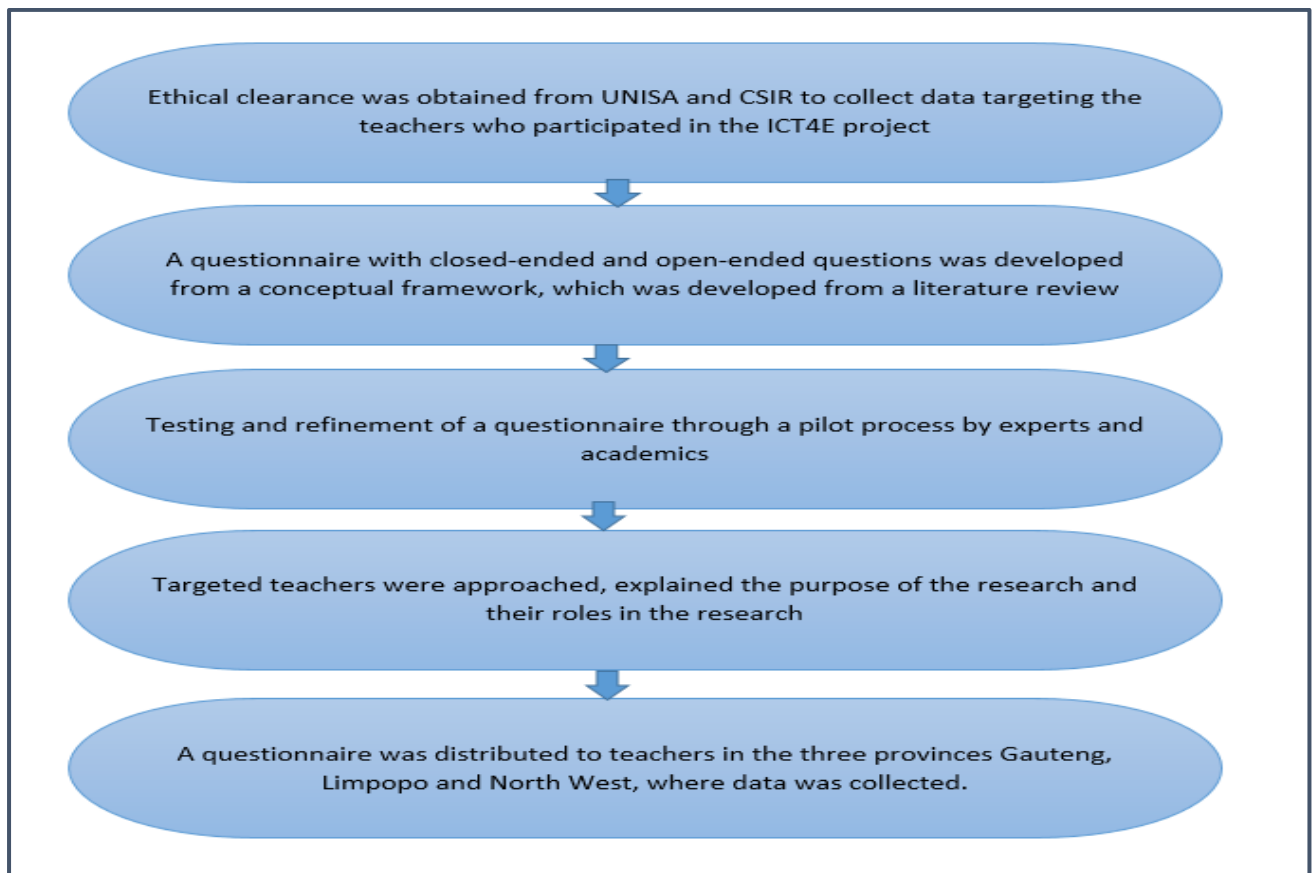 Ethical clearance was obtained from UNISA and CSIR to collect data targeting the
teachers who participated in the ICT4E project
A questionnaire with closed-ended and open-ended questions was developed
from a conceptual framework, which was developed from a literature review
Testing and refinement of a questionnaire through a pilot process by experts and
academics
Targeted teachers were approached, explained the purpose of the research and
their roles in the research
A questionnaire was distributed to teachers in the three provinces Gauteng,
Limpopo and North West, where data was collected.